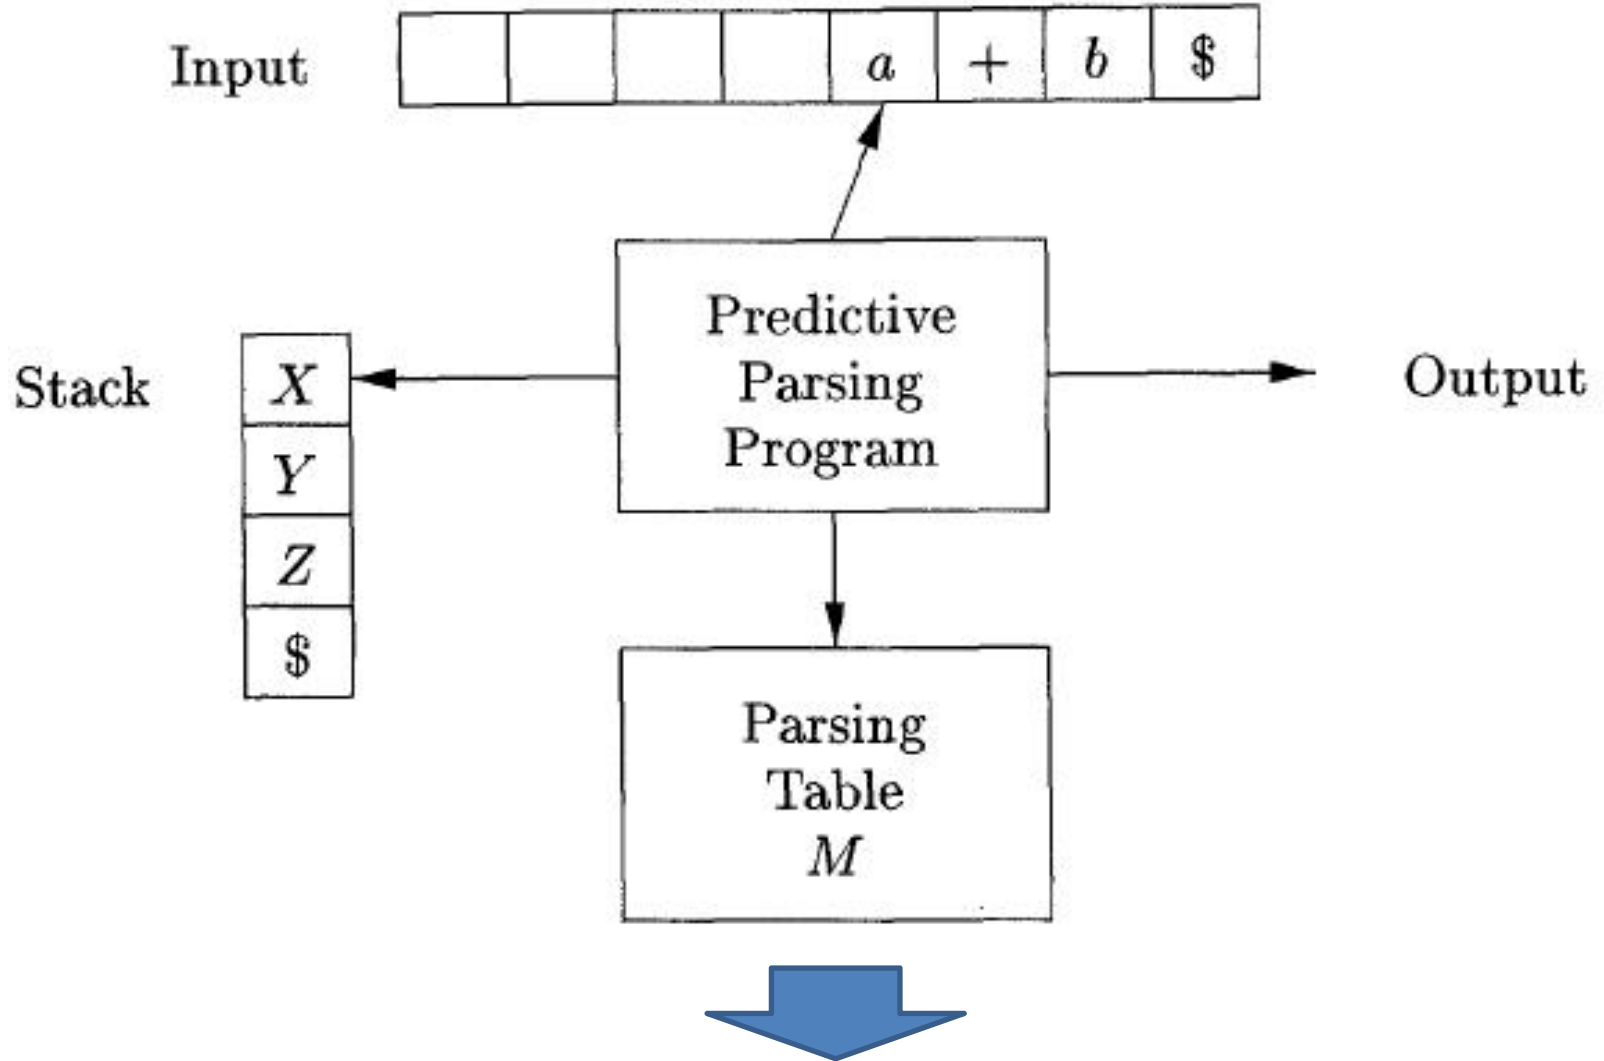 Input
a + b $
Predictive
Parsing
Program
Stack
X
Y
Z
$
Output
Parsing
Table
M